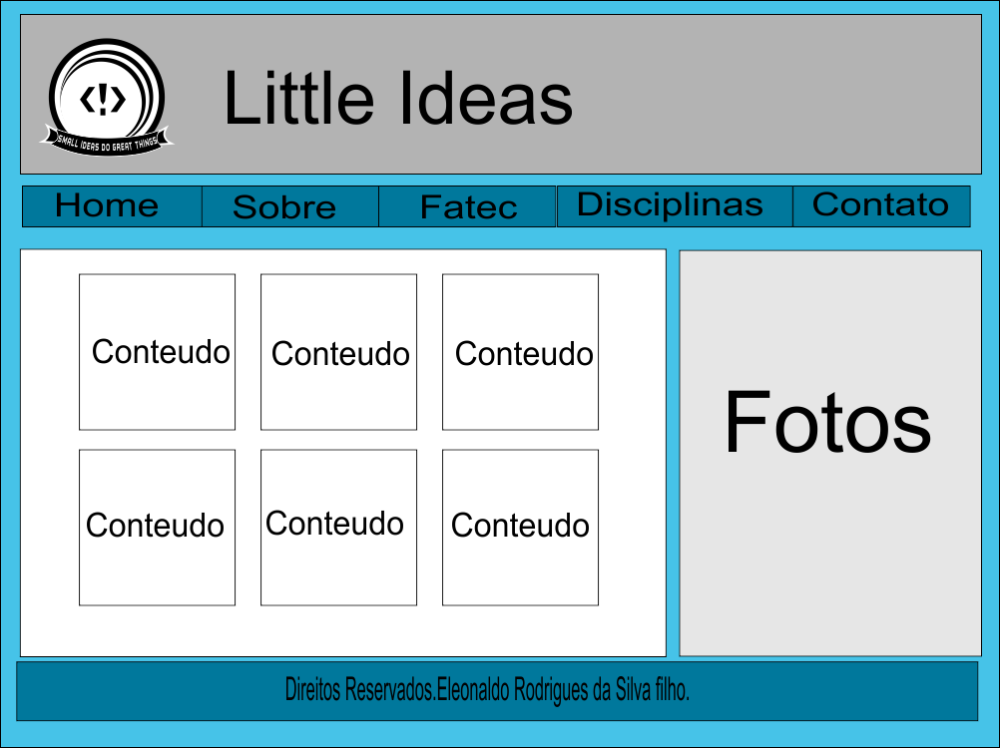 Little Ideas
<!>
SMALL IDEAS DO GREAT THINGS
Home Sobre Fatec Disciplinas Contato
Conteudo Conteudo Conteudo
Fotos
Conteudo Conteudo Conteudo
Direitos Reservados.Eleonaldo Rodrigues da Silva filho.